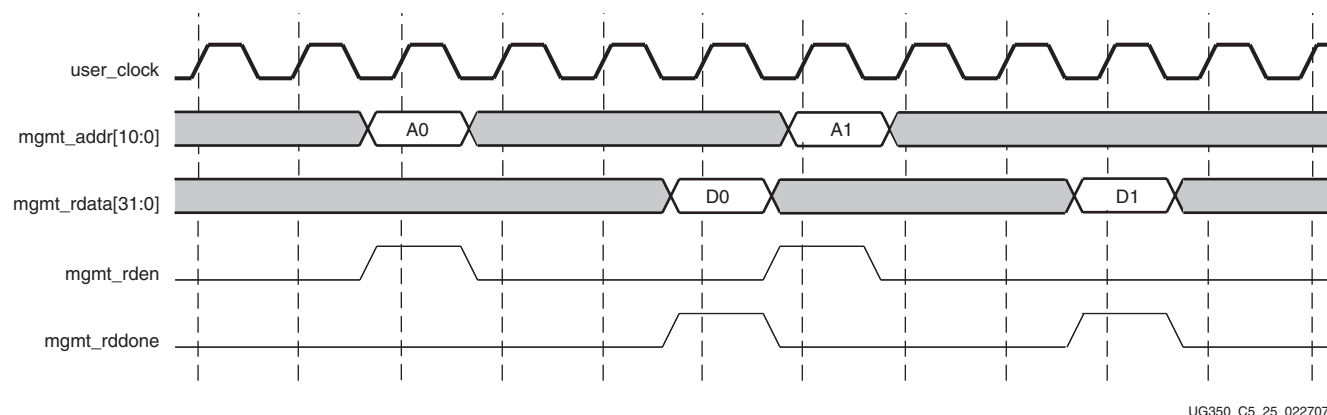 user_clock
mgmt_addr[10:0]
A0
A1
mgmt_rdata[31:0]
D0
D1
mgmt_rden
mgmt_rddone
UG350_C5_25_022707